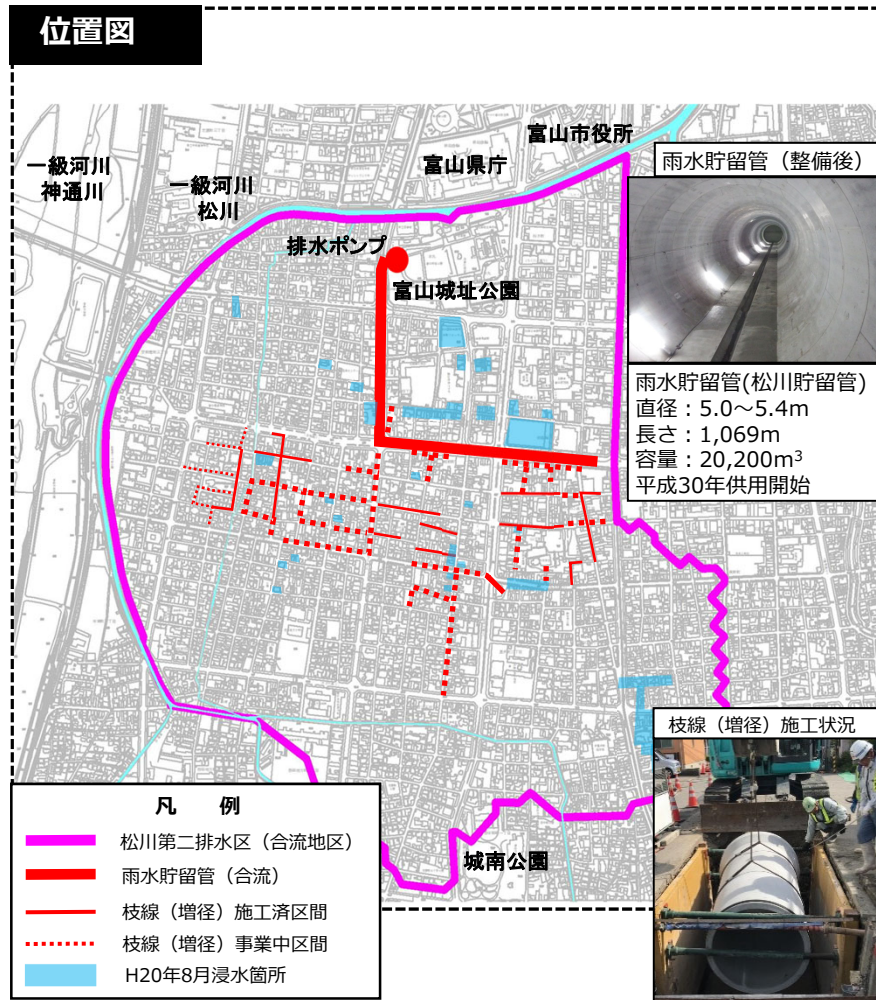 位置図
一級河川
神通川
一級河川
松川
富山県庁
富山市役所
排水ポンプ
富山城址公園
雨水貯留管（整備後）
雨水貯留管(松川貯留管)
直径：5.0～5.4m
長さ：1,069m
容量：20,200m³
平成30年供用開始
城南公園
枝線（増径）施工状況
凡　例
松川第二排水区（合流地区）
雨水貯留管（合流）
枝線（増径）施工済区間
枝線（増径）事業中区間
H20年8月浸水箇所